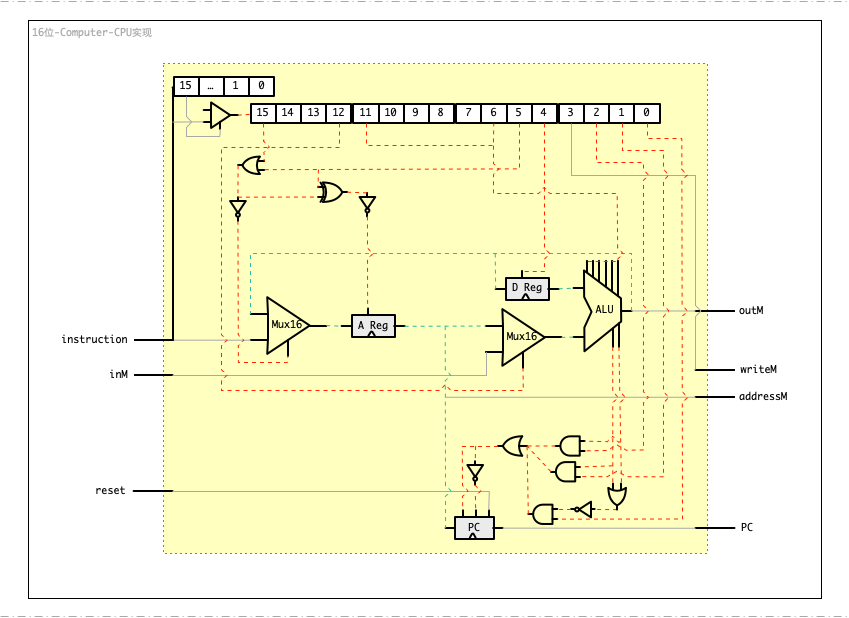 16位-Computer-CPU实现
15 … 1 0
15 14 13 12 11 10 9 8 7 6 5 4 3 2 1 0
D Reg
ALU
outM
Mux16
A Reg
Mux16
instruction
inM
writeM
addressM
reset
PC
PC